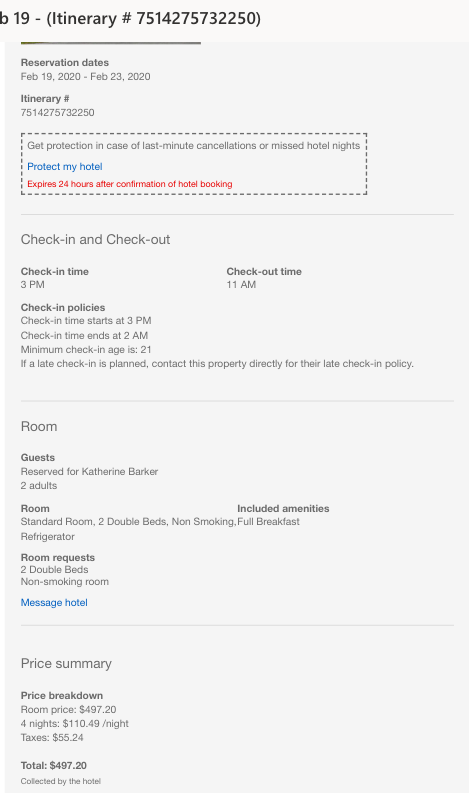 b 19 - (Itinerary # 7514275732250)
Reservation dates
Feb 19, 2020 - Feb 23, 2020
Itinerary #
7514275732250
Get protection in case of last-minute cancellations or missed hotel nights
Protect my hotel
Expires 24 hours after confirmation of hotel booking
Check-in and Check-out
Check-in time
3 PM
Check-out time
11 AM
Check-in policies
Check-in time starts at 3 PM
Check-in time ends at 2 AM
Minimum check-in age is: 21
If a late check-in is planned, contact this property directly for their late check-in policy.
Room
Guests
Reserved for Katherine Barker
2 adults
Room
Standard Room, 2 Double Beds, Non Smoking,
Refrigerator
Included amenities
Full Breakfast
Room requests
2 Double Beds
Non-smoking room
Message hotel
Price summary
Price breakdown
Room price: $497.20
4 nights: $110.49 /night
Taxes: $55.24
Total: $497.20
Collected by the hotel